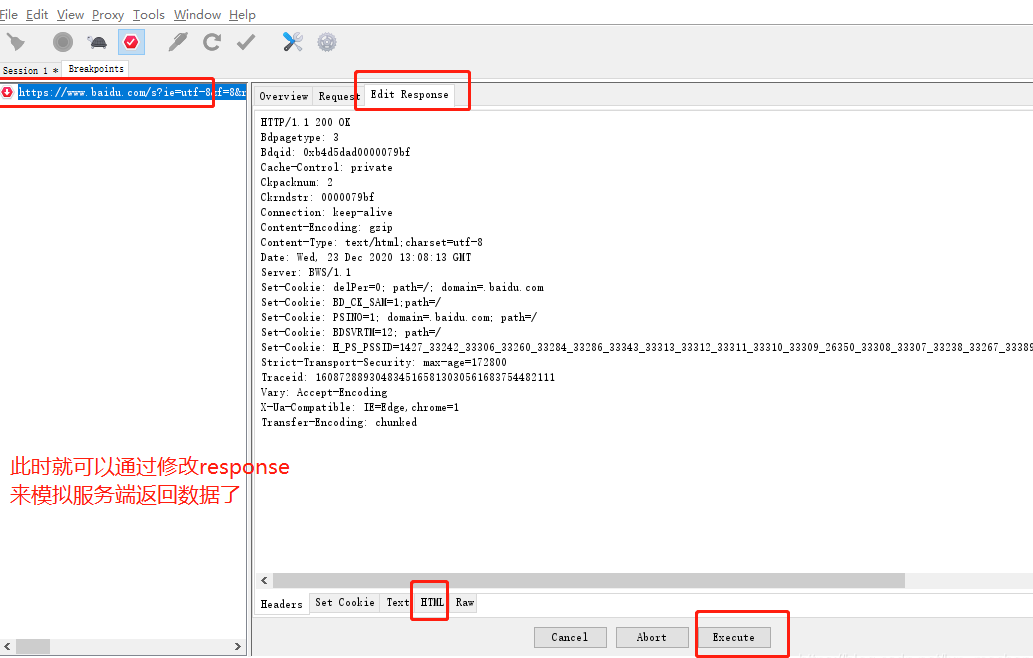 File Edit View Proxy Tools Window Help
Session 1 * Breakpoints
https://www.baidu.com/s?ie=utf-8&f=8&r
Overview Request Edit Response
HTTP/1.1 200 OK
Bdpagetype: 3
Bdqid: 0xb4d5dad0000079bf
Cache-Control: private
Ckpacknum: 2
Ckrndstr: 0000079bf
Connection: keep-alive
Content-Encoding: gzip
Content-Type: text/html;charset=utf-8
Date: Wed, 23 Dec 2020 13:08:13 GMT
Server: BWS/1.1
Set-Cookie: delPer=0; path=/; domain=.baidu.com
Set-Cookie: BD_CK_SAM=1;path=/
Set-Cookie: PSINO=1; domain=.baidu.com; path=/
Set-Cookie: BDSVRTM=12; path=/
Set-Cookie: H_PS_PSSID=1427_33242_33306_33260_33284_33286_33343_33313_33312_33311_33310_33309_26350_33308_33307_33238_33267_33389
Strict-Transport-Security: max-age=172800
Traceid: 1608728893048345165813030561683754482111
Vary: Accept-Encoding
X-Ua-Compatible: IE=Edge,chrome=1
Transfer-Encoding: chunked
此时就可以通过修改response
来模拟服务端返回数据了
Headers Set Cookie Text HTML Raw
Cancel Abort Execute